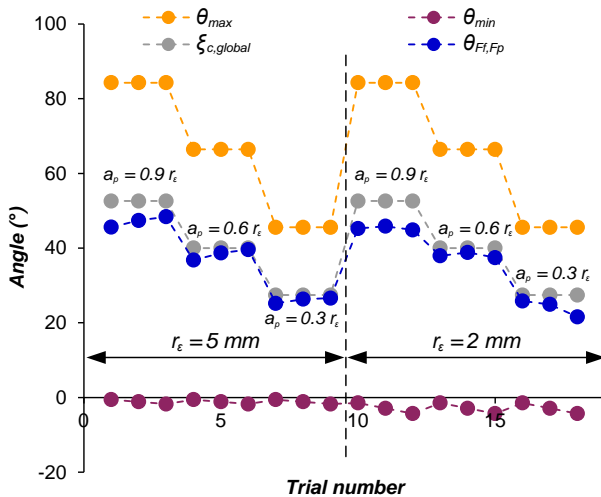 θmax θmin
ξc,global θFf,Fp
100
80
60
40
20
0
-20
Angle (°)
ap = 0.9 rε ap = 0.9 rε
ap = 0.6 rε ap = 0.6 rε
ap = 0.3 rε ap = 0.3 rε
rε = 5 mm rε = 2 mm
0 5 10 15
Trial number